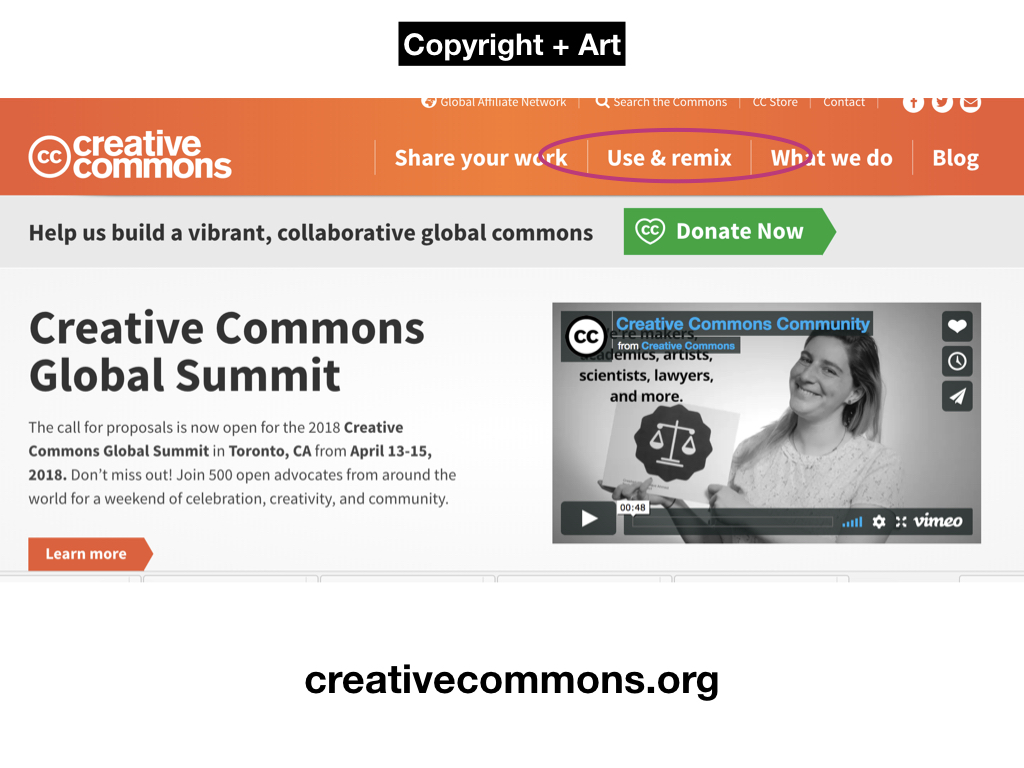 Copyright + Art
Global Affiliate Network
Search the Commons
CC Store
Contact
cc creative commons
Share your work
Use & remix
What we do
Blog
Help us build a vibrant, collaborative global commons
cc Donate Now
Creative Commons
Global Summit
The call for proposals is now open for the 2018 Creative
Commons Global Summit in Toronto, CA from April 13-15,
2018. Don't miss out! Join 500 open advocates from around the
world for a weekend of celebration, creativity, and community.
Learn more
cc
Creative Commons Community
from Creative Commons
makers,
academics, artists,
scientists, lawyers,
and more.
00:48
vimeo
creativecommons.org